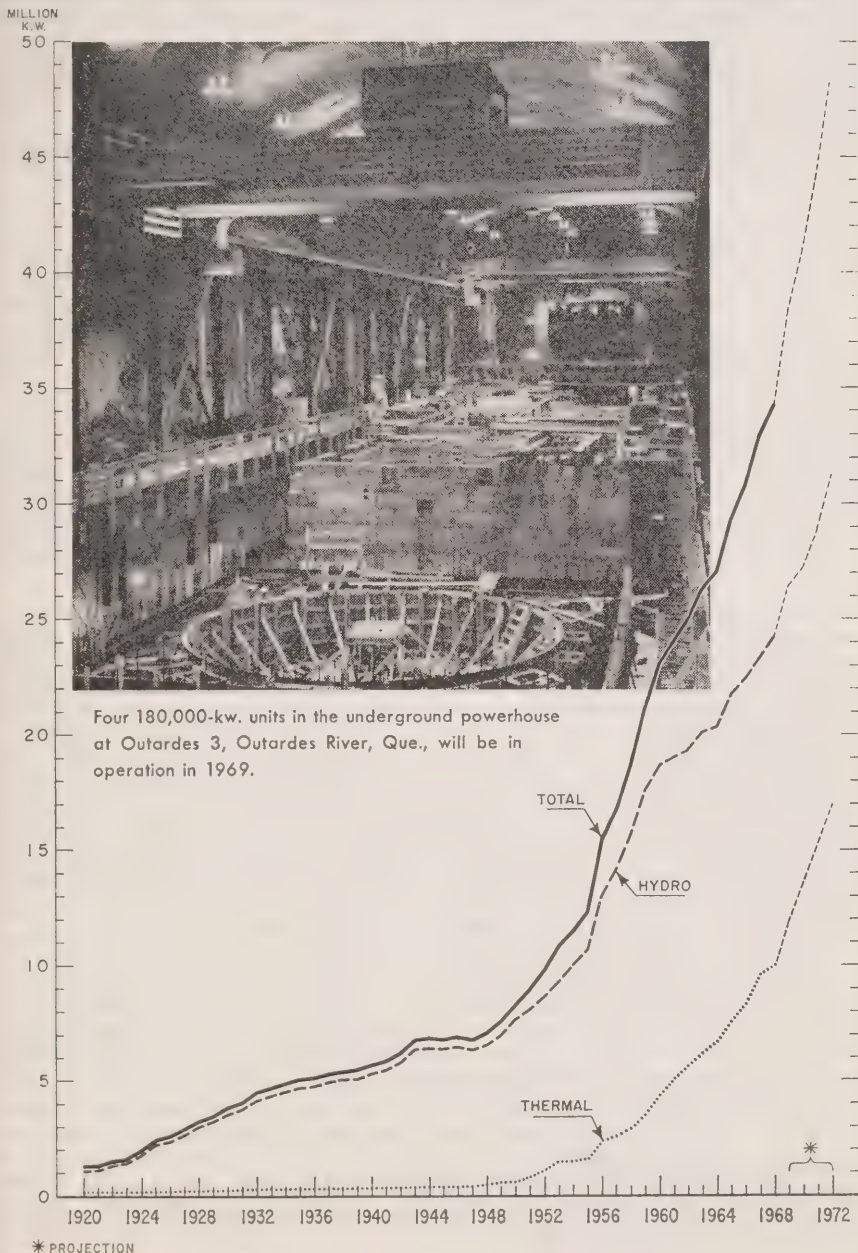 MILLION
K.W.
50
45
40
35
30
25
20
15
10
5
0
Four 180,000-kw. units in the underground powerhouse
at Outardes 3, Outardes River, Que., will be in
operation in 1969.
TOTAL
HYDRO
THERMAL
*
1920 1924 1928 1932 1936 1940 1944 1948 1952 1956 1960 1964 1968 1972
* PROJECTION